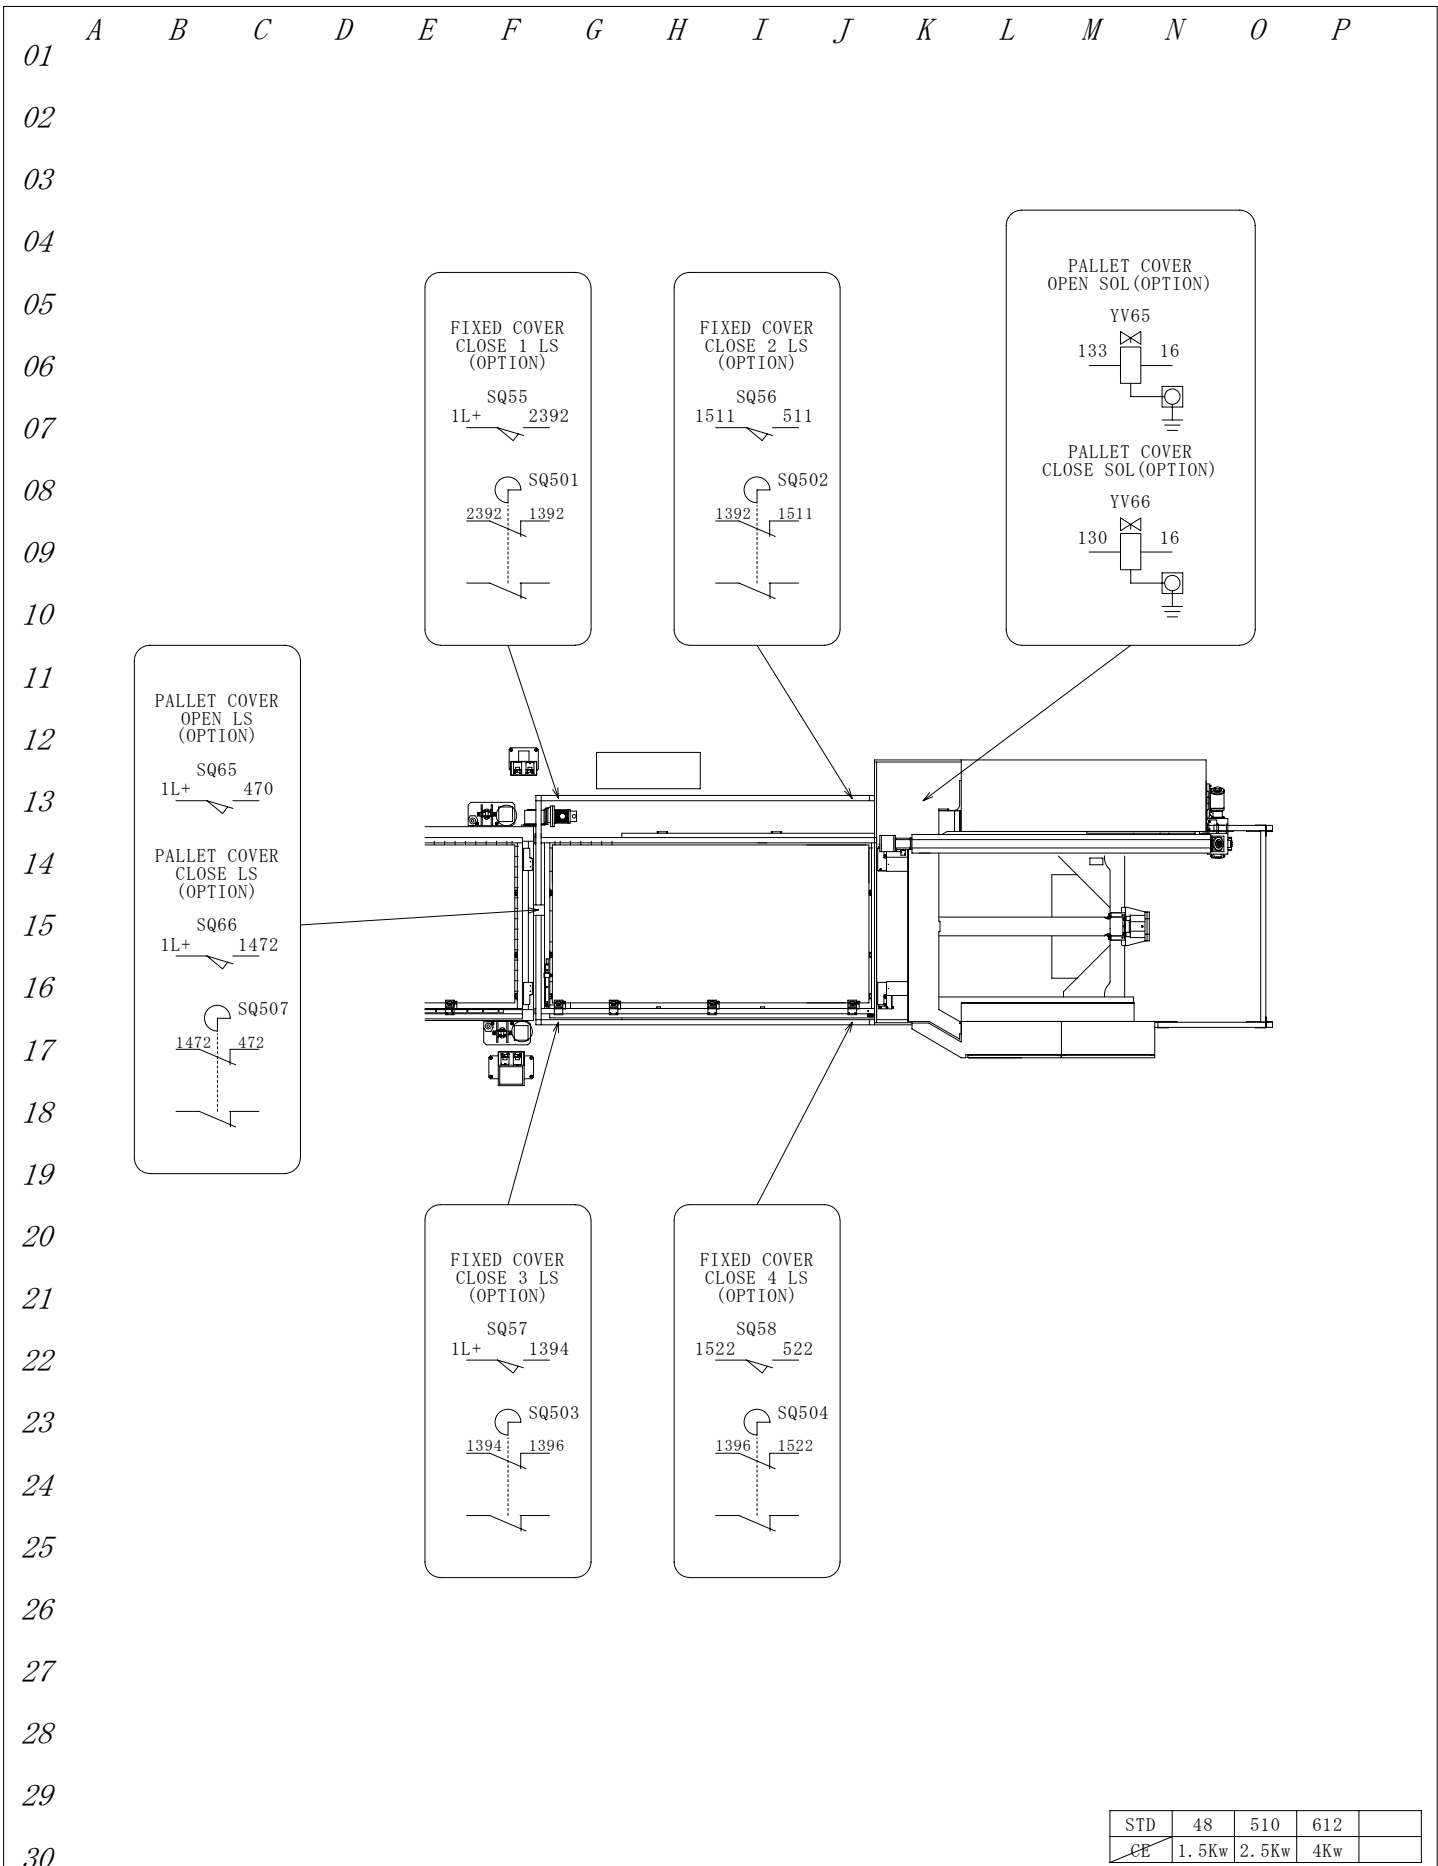 A B C D E F G H I J K L M N O P
01
02
03
04
05
06
07
08
09
10
11
12
13
14
15
16
17
18
19
20
21
22
23
24
25
26
27
28
29
30
PALLET COVER
OPEN SOL(OPTION)
YV65
133 16
PALLET COVER
CLOSE SOL(OPTION)
YV66
130 16
FIXED COVER
CLOSE 1 LS
(OPTION)
SQ55
1L+ 2392
SQ501
2392 1392
FIXED COVER
CLOSE 2 LS
(OPTION)
SQ56
1511 511
SQ502
1392 1511
PALLET COVER
OPEN LS
(OPTION)
SQ65
1L+ 470
PALLET COVER
CLOSE LS
(OPTION)
SQ66
1L+ 1472
SQ507
1472 472
FIXED COVER
CLOSE 3 LS
(OPTION)
SQ57
1L+ 1394
SQ503
1394 1396
FIXED COVER
CLOSE 4 LS
(OPTION)
SQ58
1522 522
SQ504
1396 1522
STD 48 510 612
CE 1.5Kw 2.5Kw 4Kw